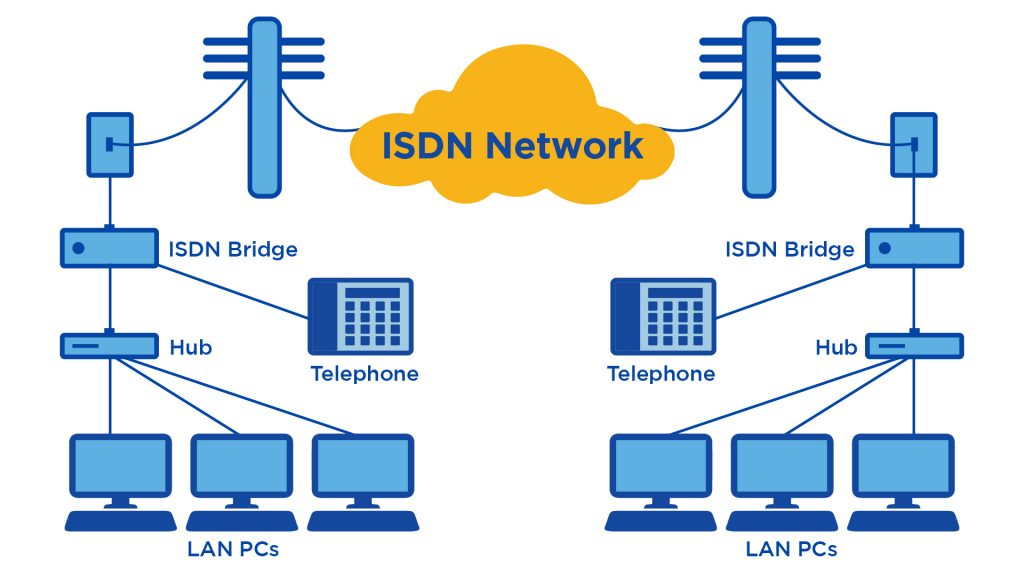 ISDN Network
ISDN Bridge
ISDN Bridge
Hub
Telephone
Telephone
Hub
LAN PCs
LAN PCs